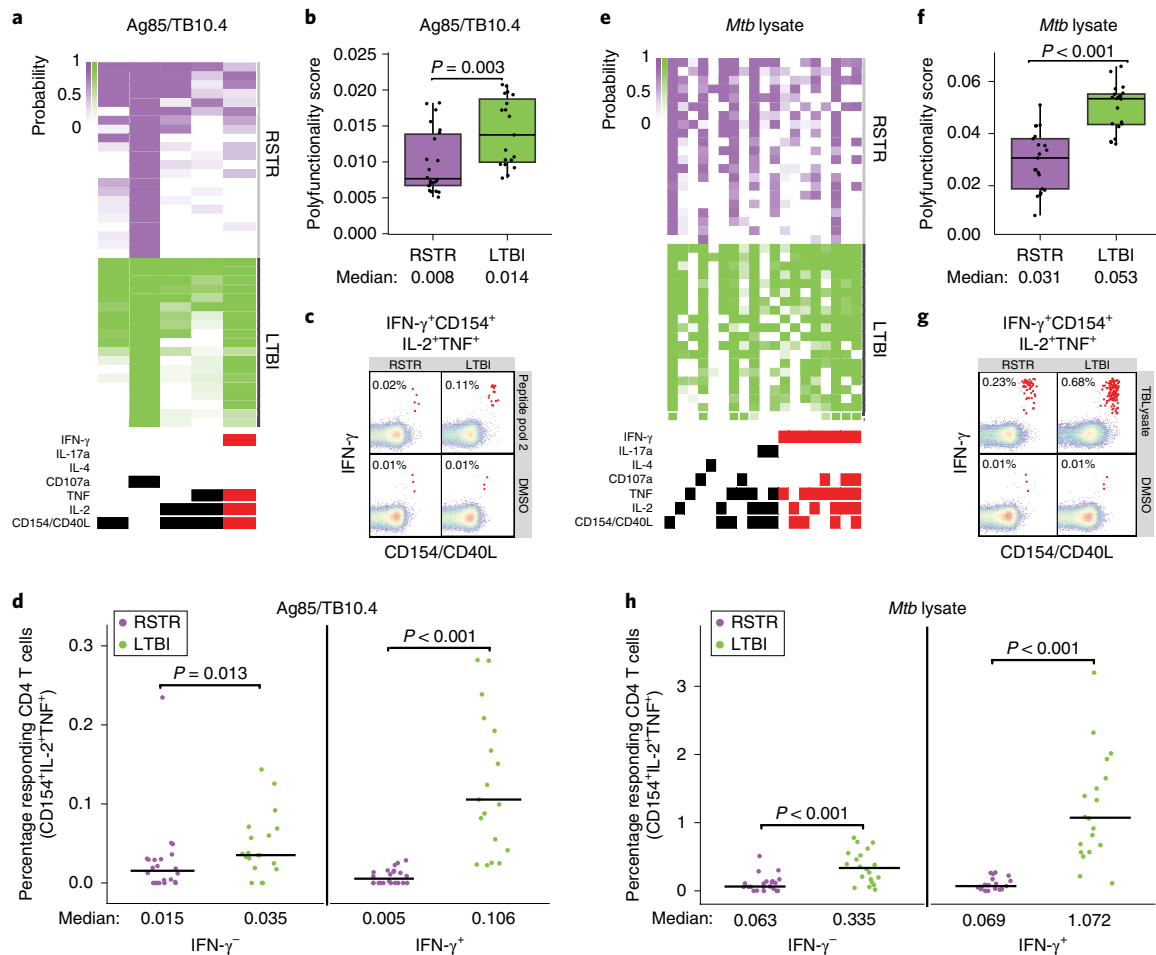 a
Ag85/TB10.4
Probability
1
0.5
0
RSTR
LTBI
IFN-γ
IL-17a
IL-4
CD107a
TNF
IL-2
CD154/CD40L
b
Ag85/TB10.4
Polyfunctionality score
0.025
0.020
0.015
0.010
0.005
0.000
P = 0.003
RSTR LTBI
Median: 0.008 0.014
c
IFN-γ⁺CD154⁺
IL-2⁺TNF⁺
RSTR LTBI
0.02% 0.11%
Peptide pool 2
0.01% 0.01%
DMSO
IFN-γ
CD154/CD40L
e
Mtb lysate
Probability
1
0.5
0
RSTR
LTBI
IFN-γ
IL-17a
IL-4
CD107a
TNF
IL-2
CD154/CD40L
f
Mtb lysate
Polyfunctionality score
P < 0.001
0.06
0.04
0.02
0.00
RSTR LTBI
Median: 0.031 0.053
g
IFN-γ⁺CD154⁺
IL-2⁺TNF⁺
RSTR LTBI
0.23% 0.68%
TBLysate
0.01% 0.01%
DMSO
IFN-γ
CD154/CD40L
d
Ag85/TB10.4
RSTR
LTBI
Percentage responding CD4 T cells
(CD154⁺IL-2⁺TNF⁺)
0.3
0.2
0.1
0.0
P = 0.013
P < 0.001
Median: 0.015 0.035 0.005 0.106
IFN-γ⁻ IFN-γ⁺
h
Mtb lysate
RSTR
LTBI
Percentage responding CD4 T cells
(CD154⁺IL-2⁺TNF⁺)
3
2
1
0
P < 0.001
P < 0.001
Median: 0.063 0.335 0.069 1.072
IFN-γ⁻ IFN-γ⁺